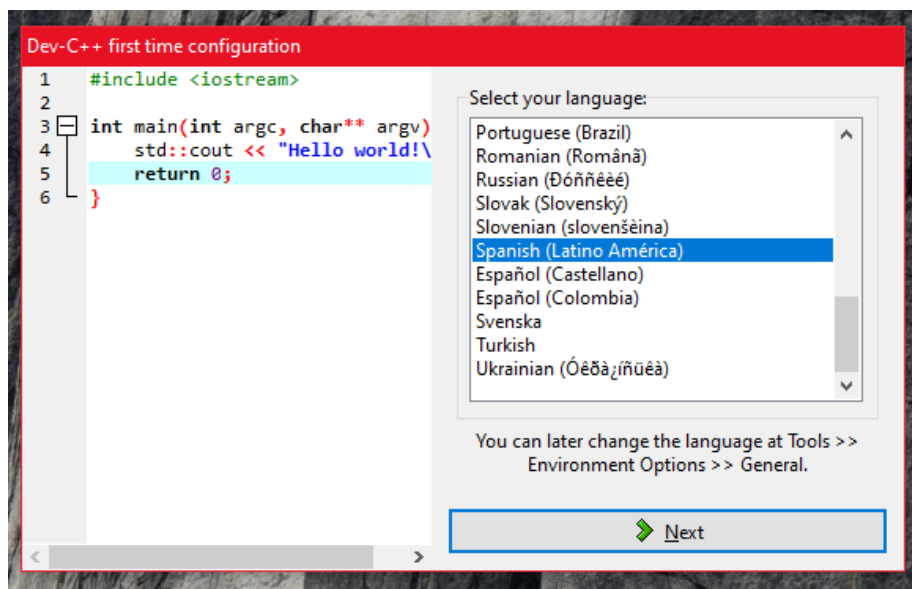 Dev-C++ first time configuration
1 #include <iostream>
2
3 int main(int argc, char** argv)
4 std::cout << "Hello world!\
5 return 0;
6 }
Select your language:
Portuguese (Brazil)
Romanian (Românã)
Russian (Ðóññêèé)
Slovak (Slovenský)
Slovenian (slovenšèina)
Spanish (Latino América)
Español (Castellano)
Español (Colombia)
Svenska
Turkish
Ukrainian (Óêðà¿íñüêà)
You can later change the language at Tools >>
Environment Options >> General.
Next